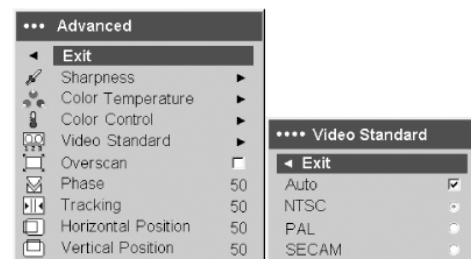 ••• Advanced
◄ Exit
Sharpness ►
Color Temperature ►
Color Control ►
Video Standard ►
Overscan
Phase 50
Tracking 50
Horizontal Position 50
Vertical Position 50
•••• Video Standard
◄ Exit
Auto
NTSC
PAL
SECAM